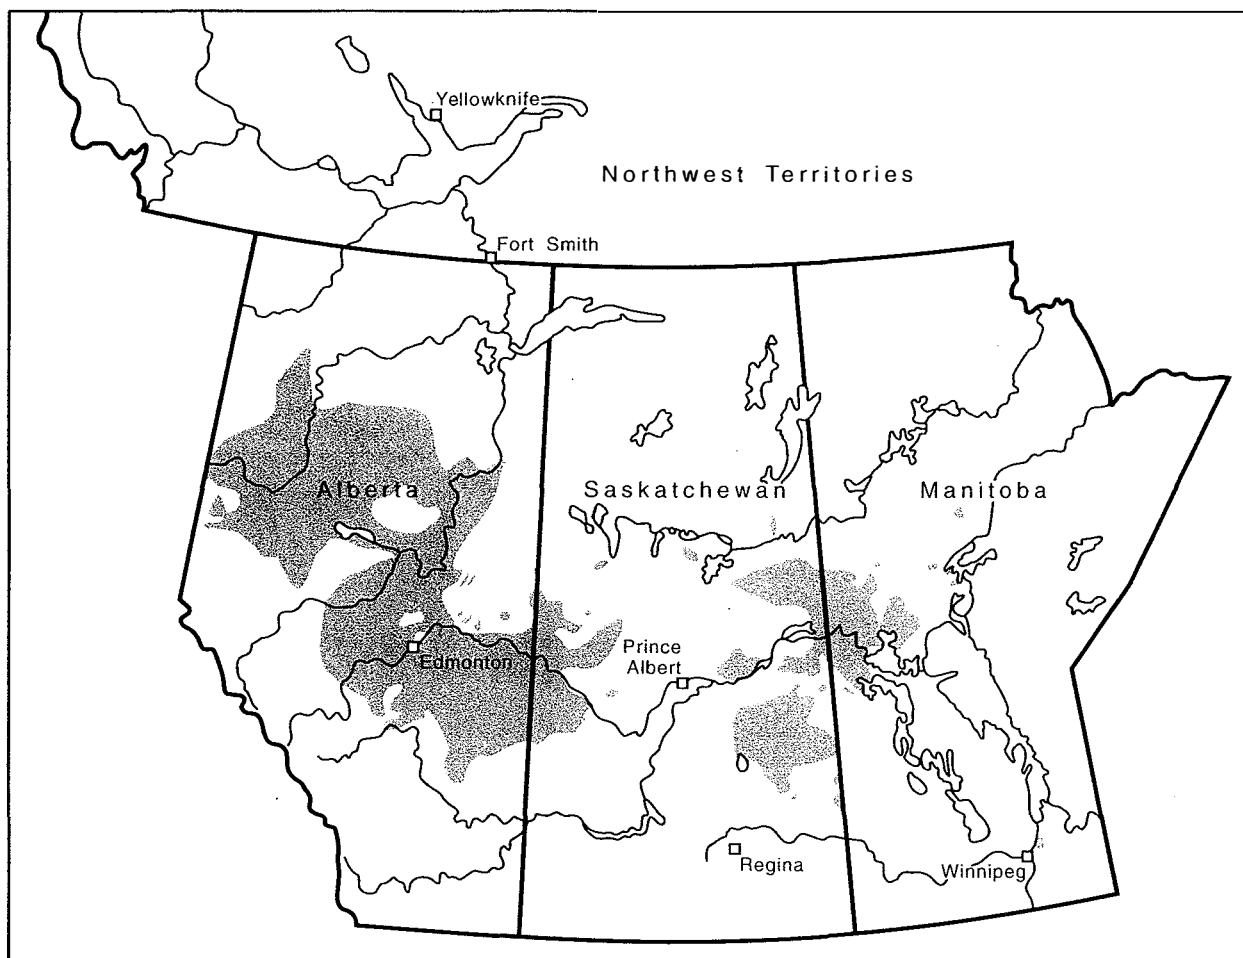 Yellowknife
Northwest Territories
Fort Smith
Alberta
Saskatchewan
Manitoba
Prince
Albert
Edmonton
Regina
Winnipeg